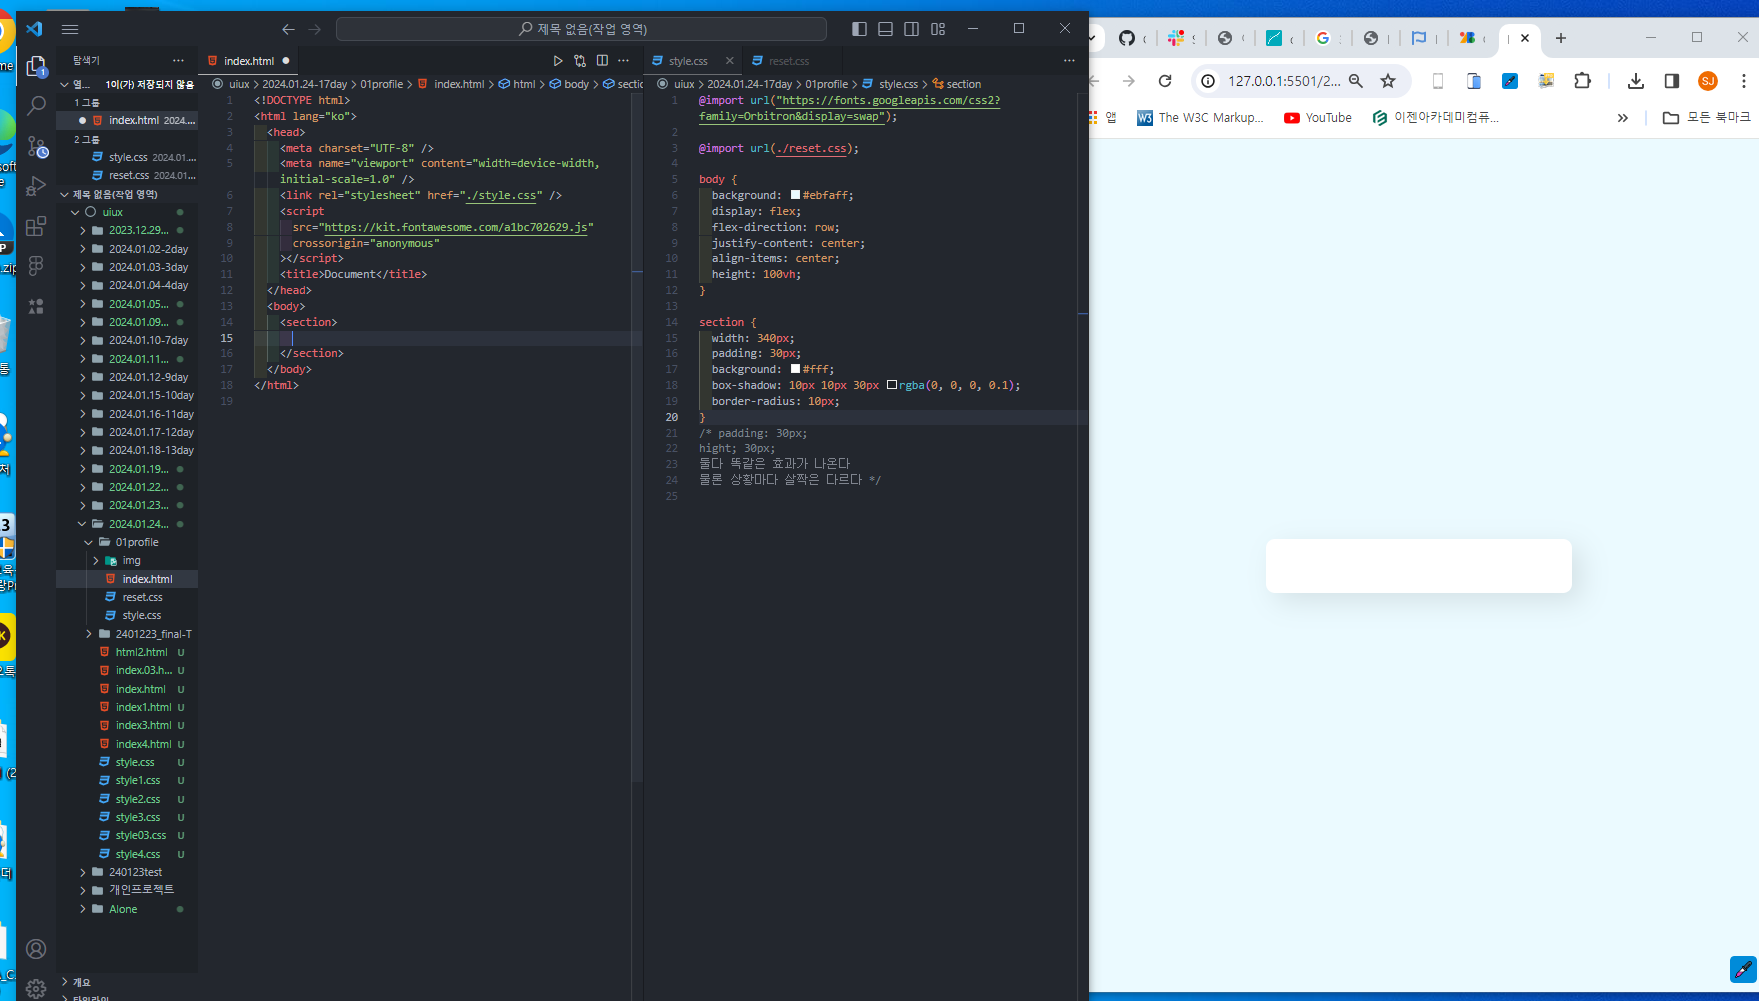 제목 없음(작업 영역)
탐색기
index.html
style.css
reset.css
127.0.0.1:5501/2...
열... 1이(가) 저장되지 않음
uiux > 2024.01.24-17day > 01profile > index.html > html > body > section
uiux > 2024.01.24-17day > 01profile > style.css > section
1 그룹
index.html 2024....
2 그룹
style.css 2024.01...
reset.css 2024.01...
제목 없음(작업 영역)
uiux
2023.12.29...
2024.01.02-2day
2024.01.03-3day
2024.01.04-4day
2024.01.05...
2024.01.09...
2024.01.10-7day
2024.01.11...
2024.01.12-9day
2024.01.15-10day
2024.01.16-11day
2024.01.17-12day
2024.01.18-13day
2024.01.19...
2024.01.22...
2024.01.23...
2024.01.24...
01profile
img
index.html
reset.css
style.css
2401223_final-T
html2.html U
index.03.h... U
index.html U
index1.html U
index3.html U
index4.html U
style.css U
style1.css U
style2.css U
style3.css U
style03.css U
style4.css U
240123test
개인프로젝트
Alone
개요
타임라인
1 <!DOCTYPE html>
2 <html lang="ko">
3 <head>
4 <meta charset="UTF-8" />
5 <meta name="viewport" content="width=device-width,
initial-scale=1.0" />
6 <link rel="stylesheet" href="./style.css" />
7 <script
8 src="https://kit.fontawesome.com/a1bc702629.js"
9 crossorigin="anonymous"
10 ></script>
11 <title>Document</title>
12 </head>
13 <body>
14 <section>
15
16 </section>
17 </body>
18 </html>
19
1 @import url("https://fonts.googleapis.com/css2?
family=Orbitron&display=swap");
2
3 @import url(./reset.css);
4
5 body {
6 background: #ebfaff;
7 display: flex;
8 flex-direction: row;
9 justify-content: center;
10 align-items: center;
11 height: 100vh;
12 }
13
14 section {
15 width: 340px;
16 padding: 30px;
17 background: #fff;
18 box-shadow: 10px 10px 30px rgba(0, 0, 0, 0.1);
19 border-radius: 10px;
20 }
21 /* padding: 30px;
22 hight; 30px;
23 둘다 똑같은 효과가 나온다
24 물론 상황마다 살짝은 다르다 */
25
앱
The W3C Markup...
YouTube
이젠아카데미컴퓨...
모든 북마크
SJ